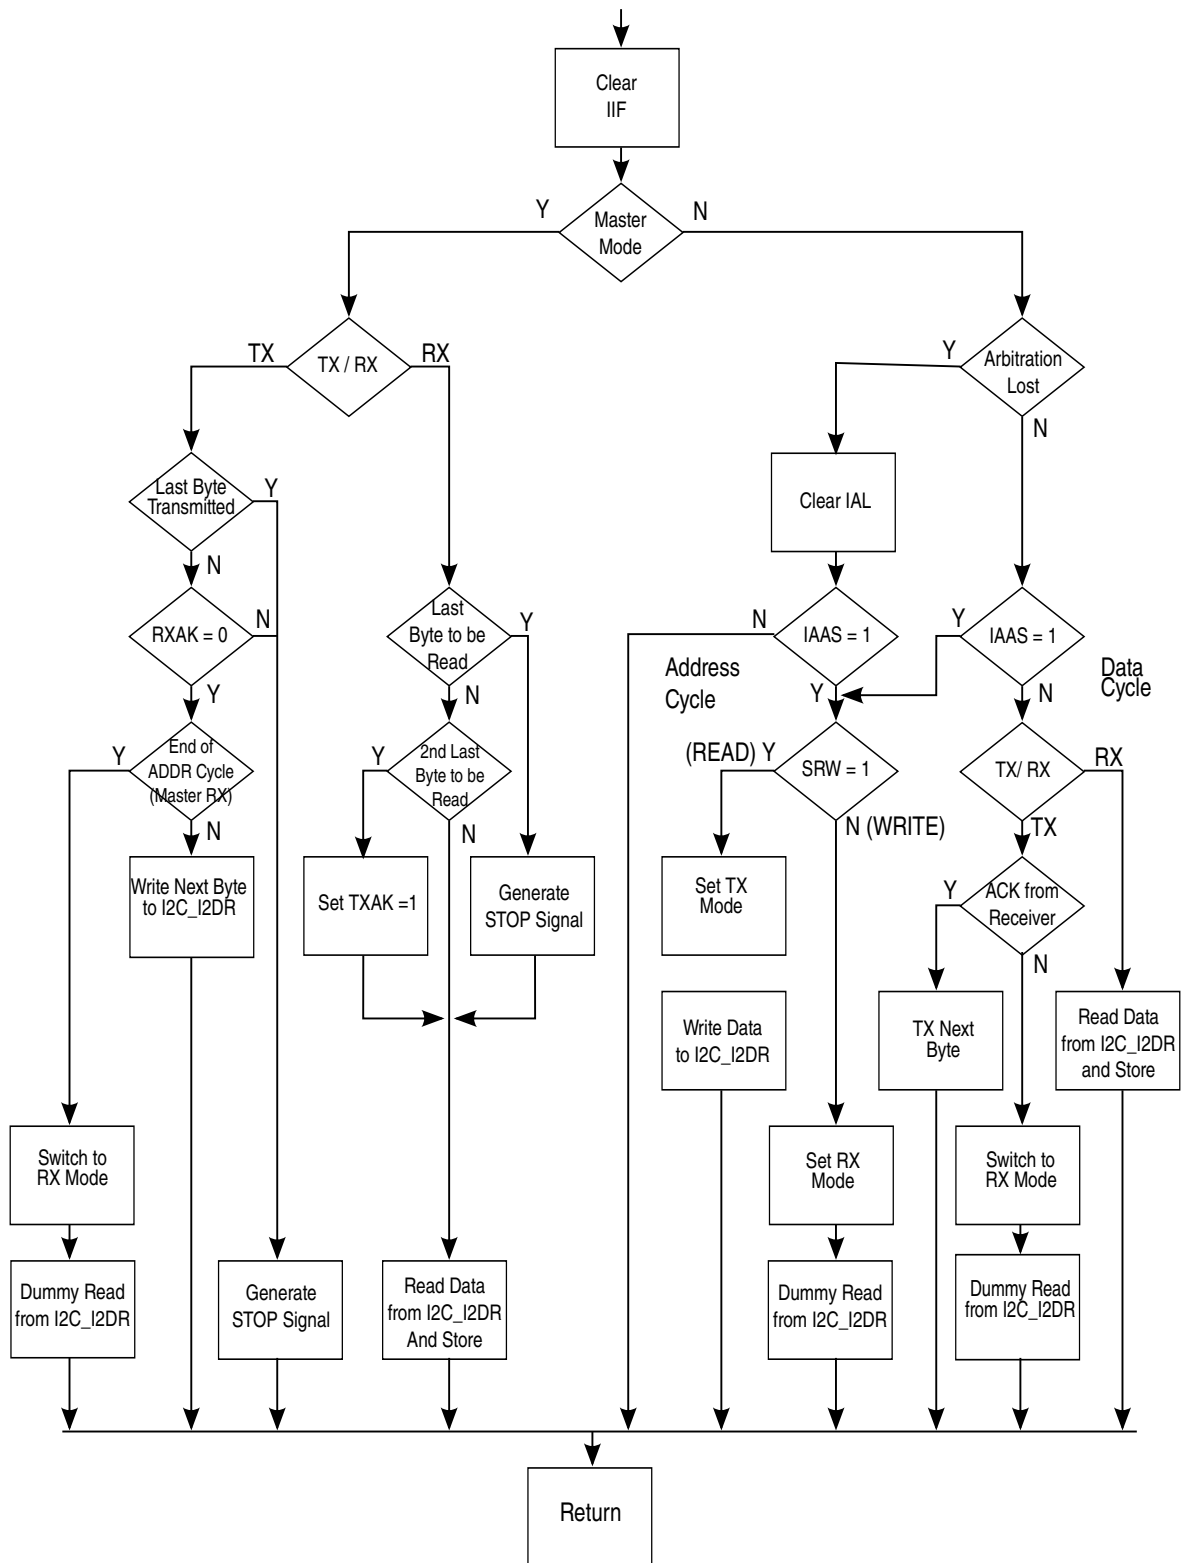 Clear
IIF
Y
N
Master
Mode
TX
TX / RX
RX
Y
Arbitration
Lost
N
Last Byte
Transmitted
Y
N
Clear IAL
RXAK = 0
N
Y
Last
Byte to be
Read
Y
N
N
IAAS = 1
Y
Y
IAAS = 1
N
Address
Cycle
Data
Cycle
Y
End of
ADDR Cycle
(Master RX)
N
Y
2nd Last
Byte to be
Read
N
(READ) Y
SRW = 1
N (WRITE)
TX/ RX
RX
TX
Write Next Byte
to I2C_I2DR
Set TXAK =1
Generate
STOP Signal
Set TX
Mode
Y
ACK from
Receiver
N
Write Data
to I2C_I2DR
TX Next
Byte
Read Data
from I2C_I2DR
and Store
Switch to
RX Mode
Set RX
Mode
Switch to
RX Mode
Dummy Read
from I2C_I2DR
Generate
STOP Signal
Read Data
from I2C_I2DR
And Store
Dummy Read
from I2C_I2DR
Dummy Read
from I2C_I2DR
Return